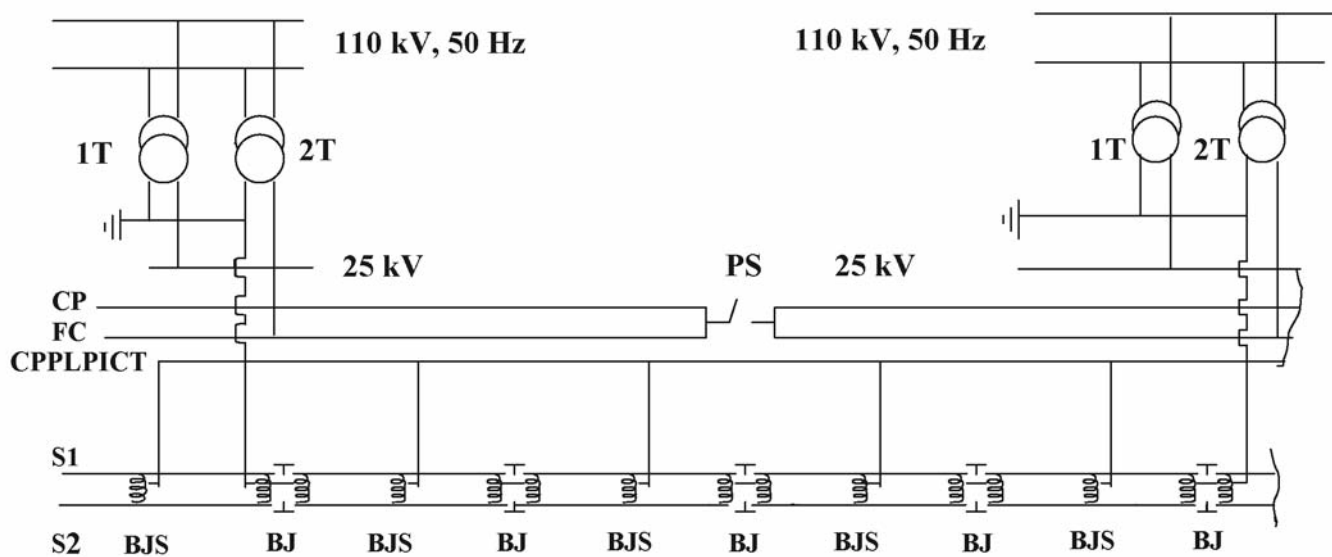 110 kV, 50 Hz
110 kV, 50 Hz
1T
2T
1T
2T
25 kV
PS
25 kV
CP
FC
CPPLPICT
S1
S2 BJS BJ BJS BJ BJS BJ BJS BJ BJS BJ